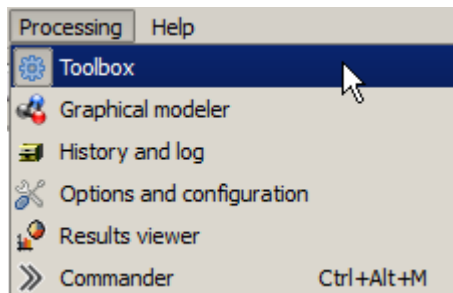 Processing Help
Toolbox
Graphical modeler
History and log
Options and configuration
Results viewer
Commander Ctrl+Alt+M